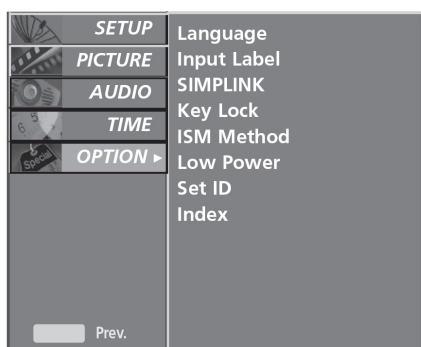 SETUP
PICTURE
AUDIO
TIME
OPTION ►
Language
Input Label
SIMPLINK
Key Lock
ISM Method
Low Power
Set ID
Index
Prev.